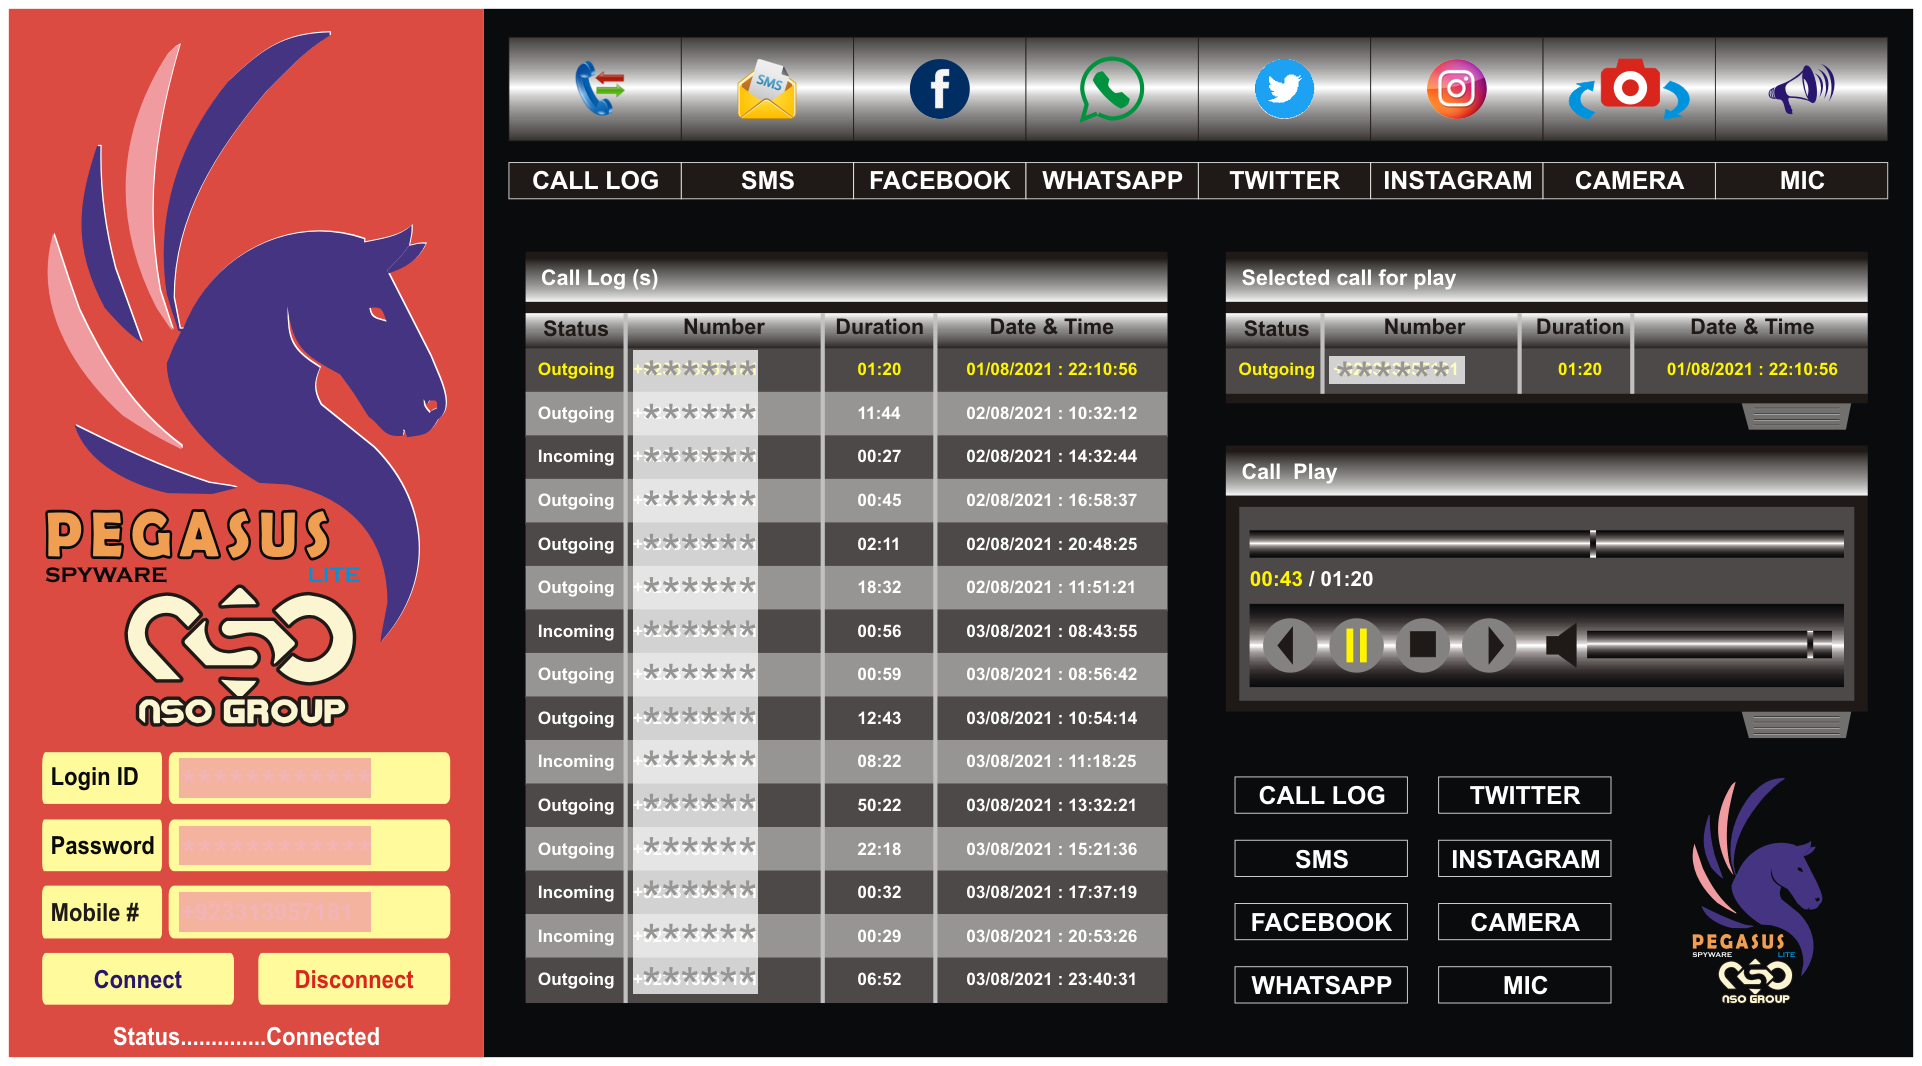 PEGASUS
SPYWARE LITE
NSO GROUP
Login ID
Password
Mobile #
Connect Disconnect
Status..............Connected
SMS
CALL LOG SMS FACEBOOK WHATSAPP TWITTER INSTAGRAM CAMERA MIC
Call Log (s)
Status Number Duration Date & Time
Outgoing ****** 01:20 01/08/2021 : 22:10:56
Outgoing ****** 11:44 02/08/2021 : 10:32:12
Incoming ****** 00:27 02/08/2021 : 14:32:44
Outgoing ****** 00:45 02/08/2021 : 16:58:37
Outgoing ****** 02:11 02/08/2021 : 20:48:25
Outgoing ****** 18:32 02/08/2021 : 11:51:21
Incoming ****** 00:56 03/08/2021 : 08:43:55
Outgoing ****** 00:59 03/08/2021 : 08:56:42
Outgoing ****** 12:43 03/08/2021 : 10:54:14
Incoming ****** 08:22 03/08/2021 : 11:18:25
Outgoing ****** 50:22 03/08/2021 : 13:32:21
Outgoing ****** 22:18 03/08/2021 : 15:21:36
Incoming ****** 00:32 03/08/2021 : 17:37:19
Incoming ****** 00:29 03/08/2021 : 20:53:26
Outgoing ****** 06:52 03/08/2021 : 23:40:31
Selected call for play
Status Number Duration Date & Time
Outgoing ****** 01:20 01/08/2021 : 22:10:56
Call Play
00:43 / 01:20
CALL LOG TWITTER
SMS INSTAGRAM
FACEBOOK CAMERA
WHATSAPP MIC
PEGASUS
SPYWARE LITE
NSO GROUP